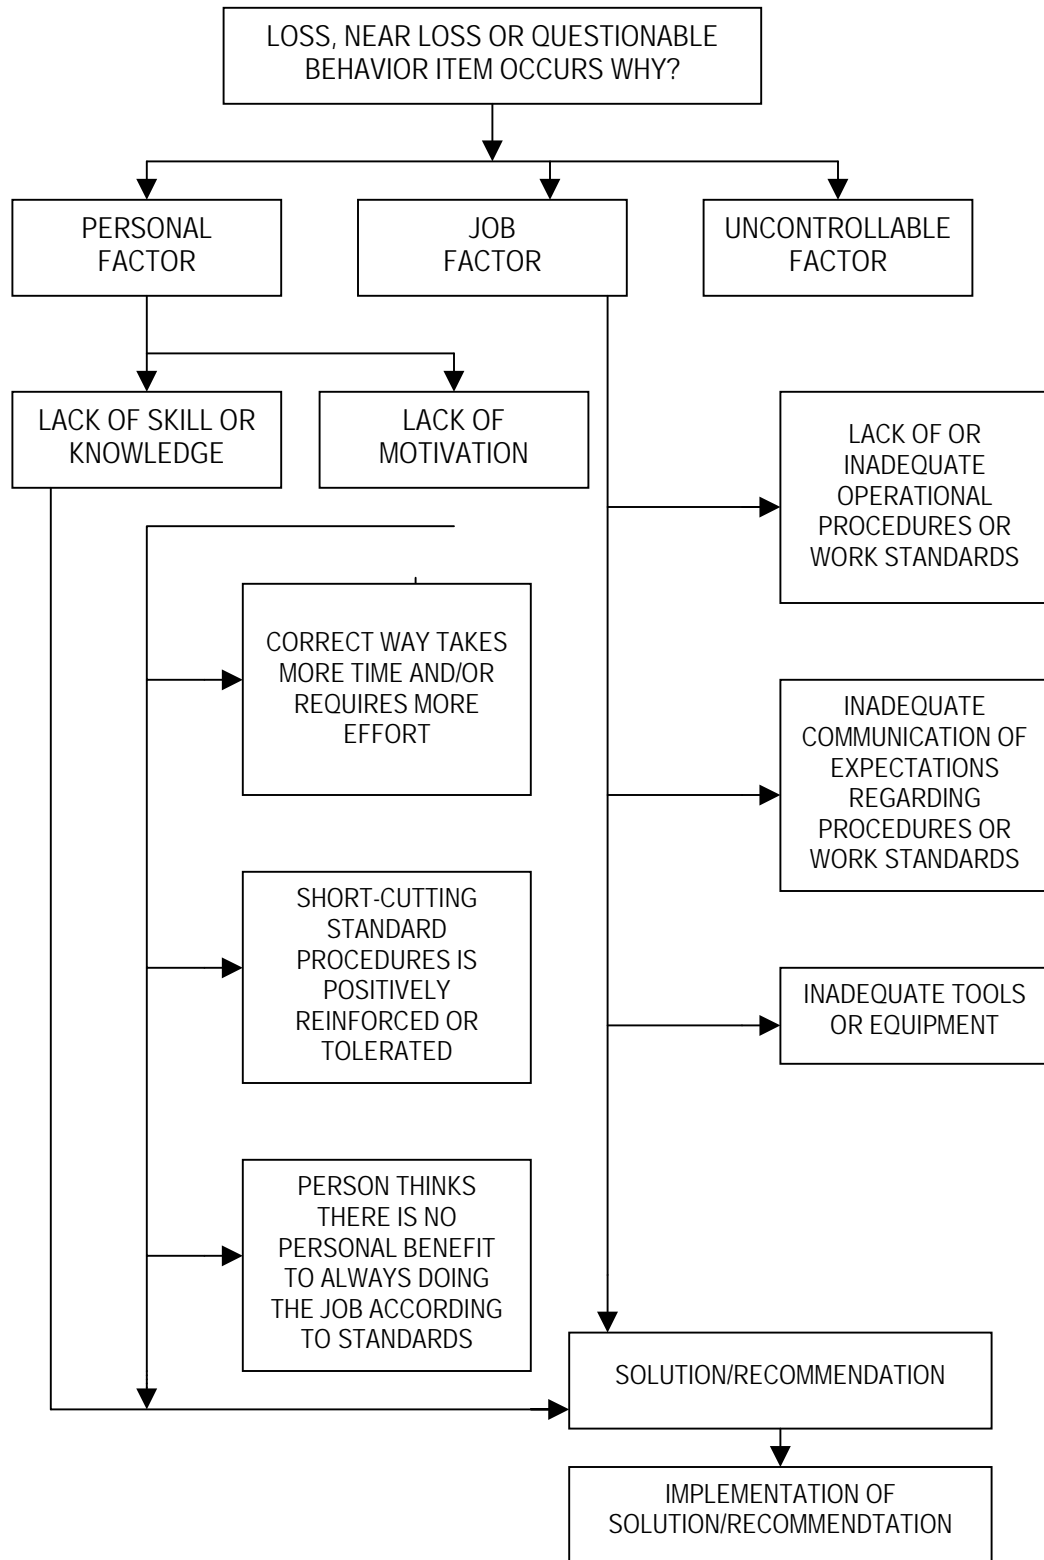 LOSS, NEAR LOSS OR QUESTIONABLE
BEHAVIOR ITEM OCCURS WHY?
PERSONAL
FACTOR
JOB
FACTOR
UNCONTROLLABLE
FACTOR
LACK OF SKILL OR
KNOWLEDGE
LACK OF
MOTIVATION
LACK OF OR
INADEQUATE
OPERATIONAL
PROCEDURES OR
WORK STANDARDS
CORRECT WAY TAKES
MORE TIME AND/OR
REQUIRES MORE
EFFORT
INADEQUATE
COMMUNICATION OF
EXPECTATIONS
REGARDING
PROCEDURES OR
WORK STANDARDS
SHORT-CUTTING
STANDARD
PROCEDURES IS
POSITIVELY
REINFORCED OR
TOLERATED
INADEQUATE TOOLS
OR EQUIPMENT
PERSON THINKS
THERE IS NO
PERSONAL BENEFIT
TO ALWAYS DOING
THE JOB ACCORDING
TO STANDARDS
SOLUTION/RECOMMENDATION
IMPLEMENTATION OF
SOLUTION/RECOMMENDTATION